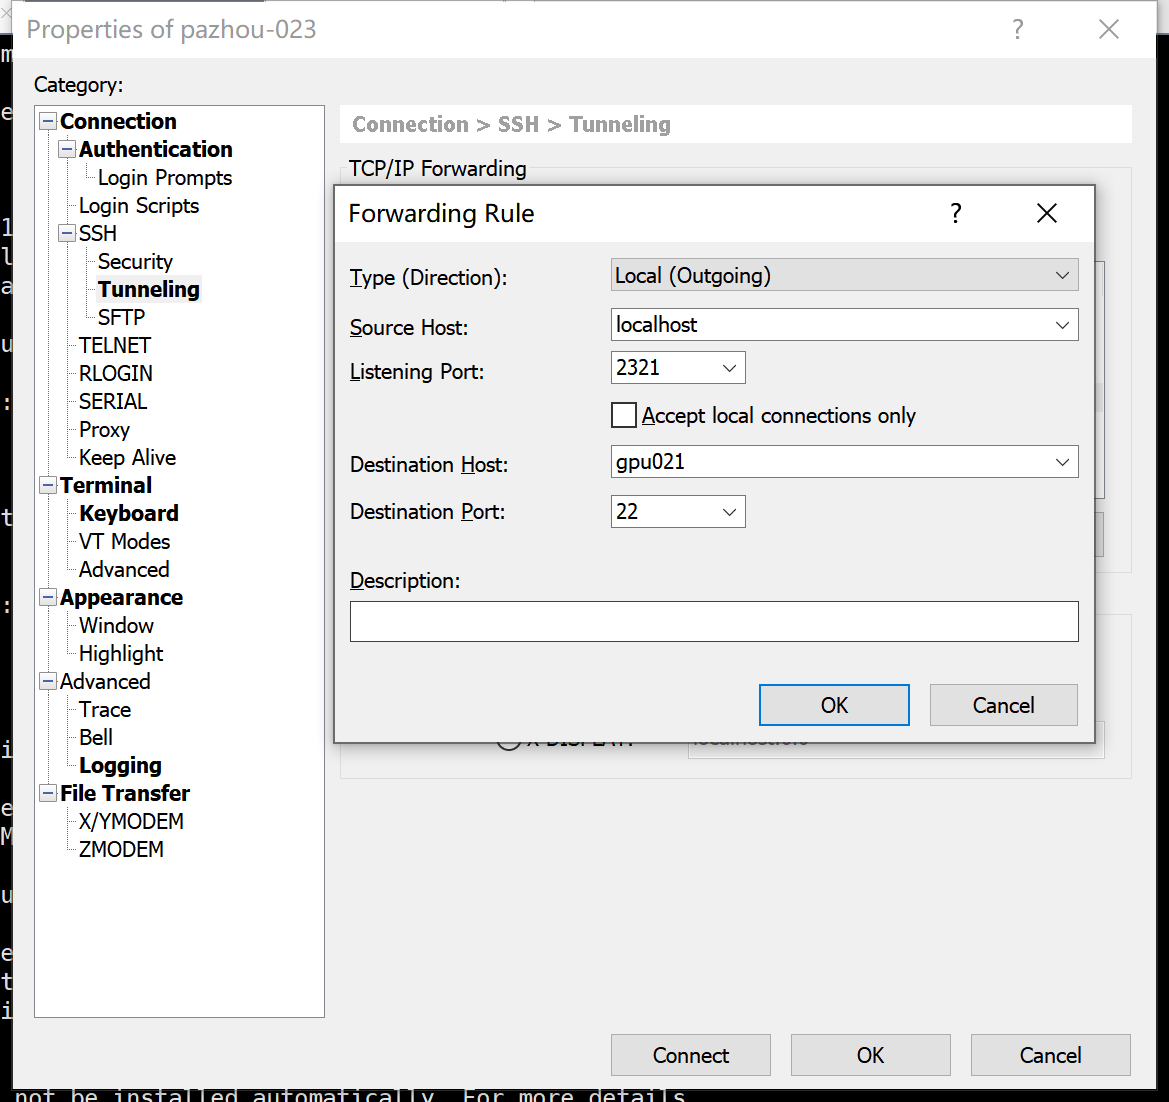 Properties of pazhou-023
?
Category:
Connection
Authentication
Login Prompts
Login Scripts
SSH
Security
Tunneling
SFTP
TELNET
RLOGIN
SERIAL
Proxy
Keep Alive
Terminal
Keyboard
VT Modes
Advanced
Appearance
Window
Highlight
Advanced
Trace
Bell
Logging
File Transfer
X/YMODEM
ZMODEM
Connection > SSH > Tunneling
TCP/IP Forwarding
Forwarding Rule
?
Type (Direction):
Local (Outgoing)
Source Host:
localhost
Listening Port:
2321
Accept local connections only
Destination Host:
gpu021
Destination Port:
22
Description:
OK
Cancel
X DISPLAY:
localhost:0.0
Connect
OK
Cancel
not be installed automatically. For more details